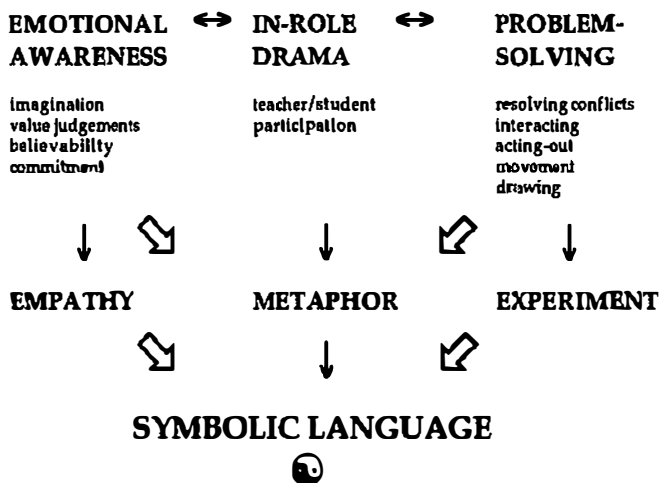 EMOTIONAL AWARENESS
imagination
value judgements
believability
commitment
IN-ROLE DRAMA
teacher/student
participation
PROBLEM-
SOLVING
resolving conflicts
interacting
acting-out
movement
drawing
EMPATHY
METAPHOR
EXPERIMENT
SYMBOLIC LANGUAGE